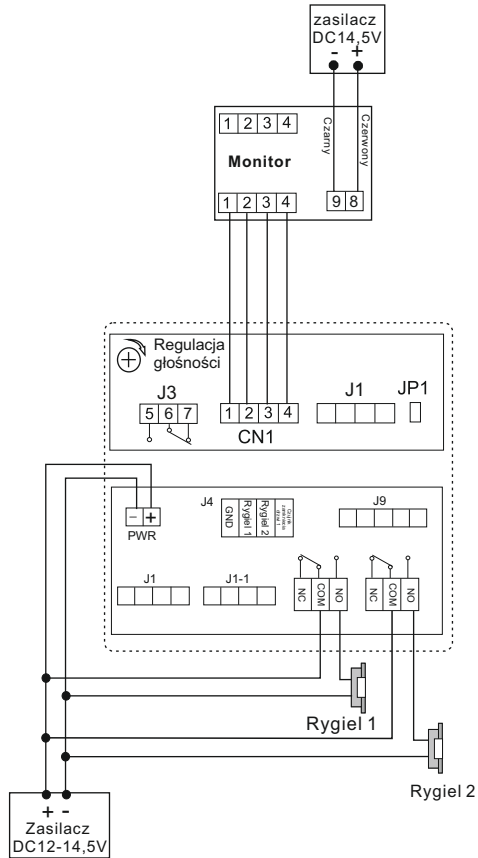 zasilacz
DC14,5V
- +
1 2 3 4
Czarny
Czerwony
Monitor
1 2 3 4
9 8
Regulacja
głośności
J3
5 6 7
1 2 3 4
CN1
J1
JP1
- +
PWR
J4
GND
Rygiel 1
Rygiel 2
J9
J1
J1-1
NC
COM
NO
NC
COM
NO
Rygiel 1
Rygiel 2
+ -
Zasilacz
DC12-14,5V